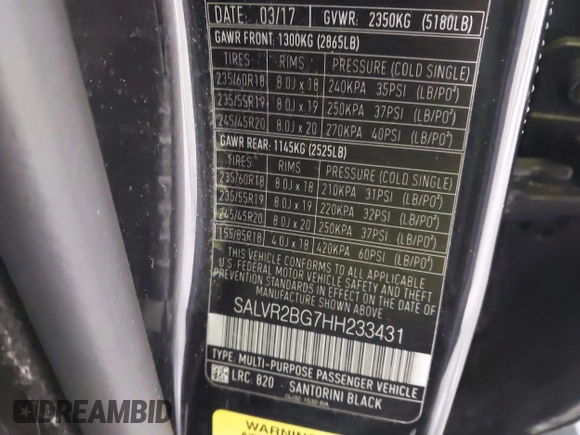 DATE: 03/17 GVWR: 2350KG (5180LB)
GAWR FRONT: 1300KG (2865LB)
TIRES RIMS PRESSURE (COLD SINGLE)
235/60R18 8.0J x 18 240KPA 35PSI (LB/PO²)
235/55R19 8.0J x 19 250KPA 37PSI (LB/PO²)
245/45R20 8.0J x 20 270KPA 40PSI (LB/PO²)
GAWR REAR: 1145KG (2525LB)
TIRES RIMS PRESSURE (COLD SINGLE)
235/60R18 8.0J x 18 210KPA 31PSI (LB/PO²)
235/55R19 8.0J x 19 220KPA 32PSI (LB/PO²)
245/45R20 8.0J x 20 250KPA 37PSI (LB/PO²)
155/85R18 4.0J x 18 420KPA 60PSI (LB/PO²)
THIS VEHICLE CONFORMS TO ALL APPLICABLE
U.S. FEDERAL MOTOR VEHICLE SAFETY AND THEFT
PREVENTION STANDARDS IN EFFECT ON THE DATE OF
MANUFACTURE SHOWN ABOVE.
SALVR2BG7HH233431
TYPE: MULTI-PURPOSE PASSENGER VEHICLE
LRC: 820 - SANTORINI BLACK
WARNING
AUTOMREAMBID